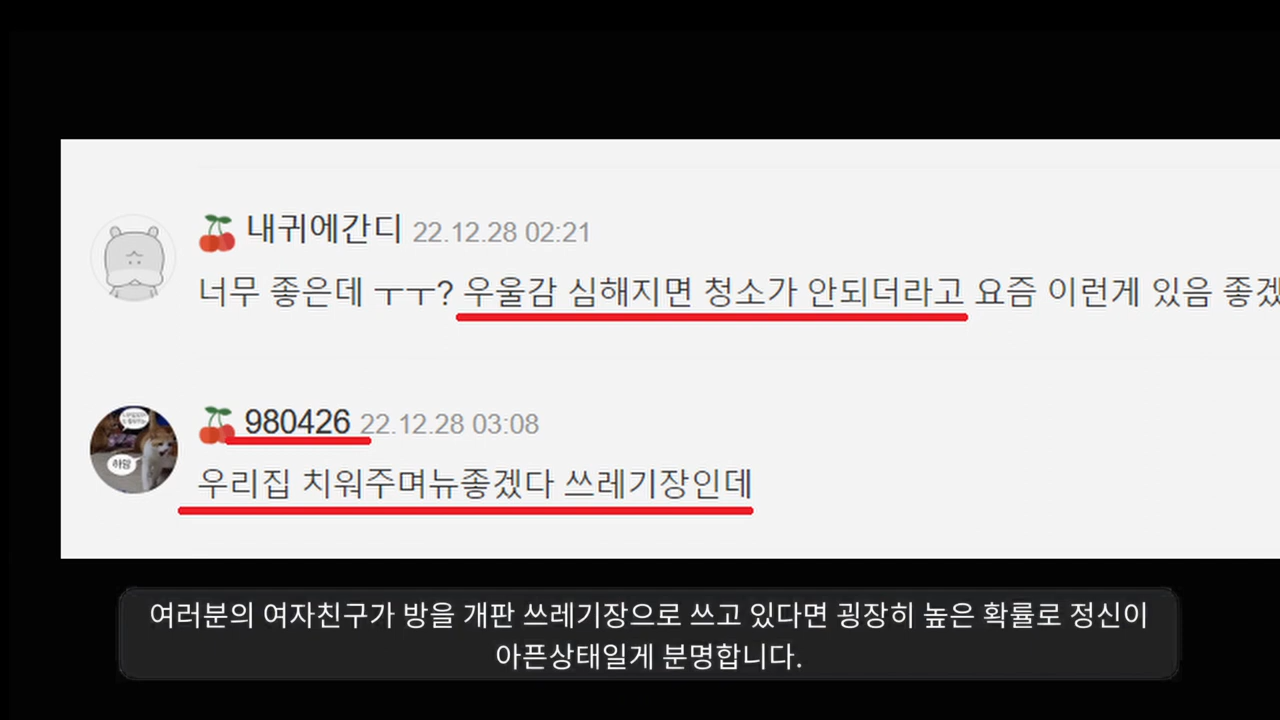 내귀에간디 22.12.28 02:21
너무 좋은데 ㅜㅜ? 우울감 심해지면 청소가 안되더라고 요즘 이런게 있음
980426 22.12.28 03:08
우리집 치워주며뉴좋겠다 쓰레기장인데
여러분의 여자친구가 방을 개판 쓰레기장으로 쓰고 있다면 굉장히 높은 확률로 정신이
아픈상태일게 분명합니다.